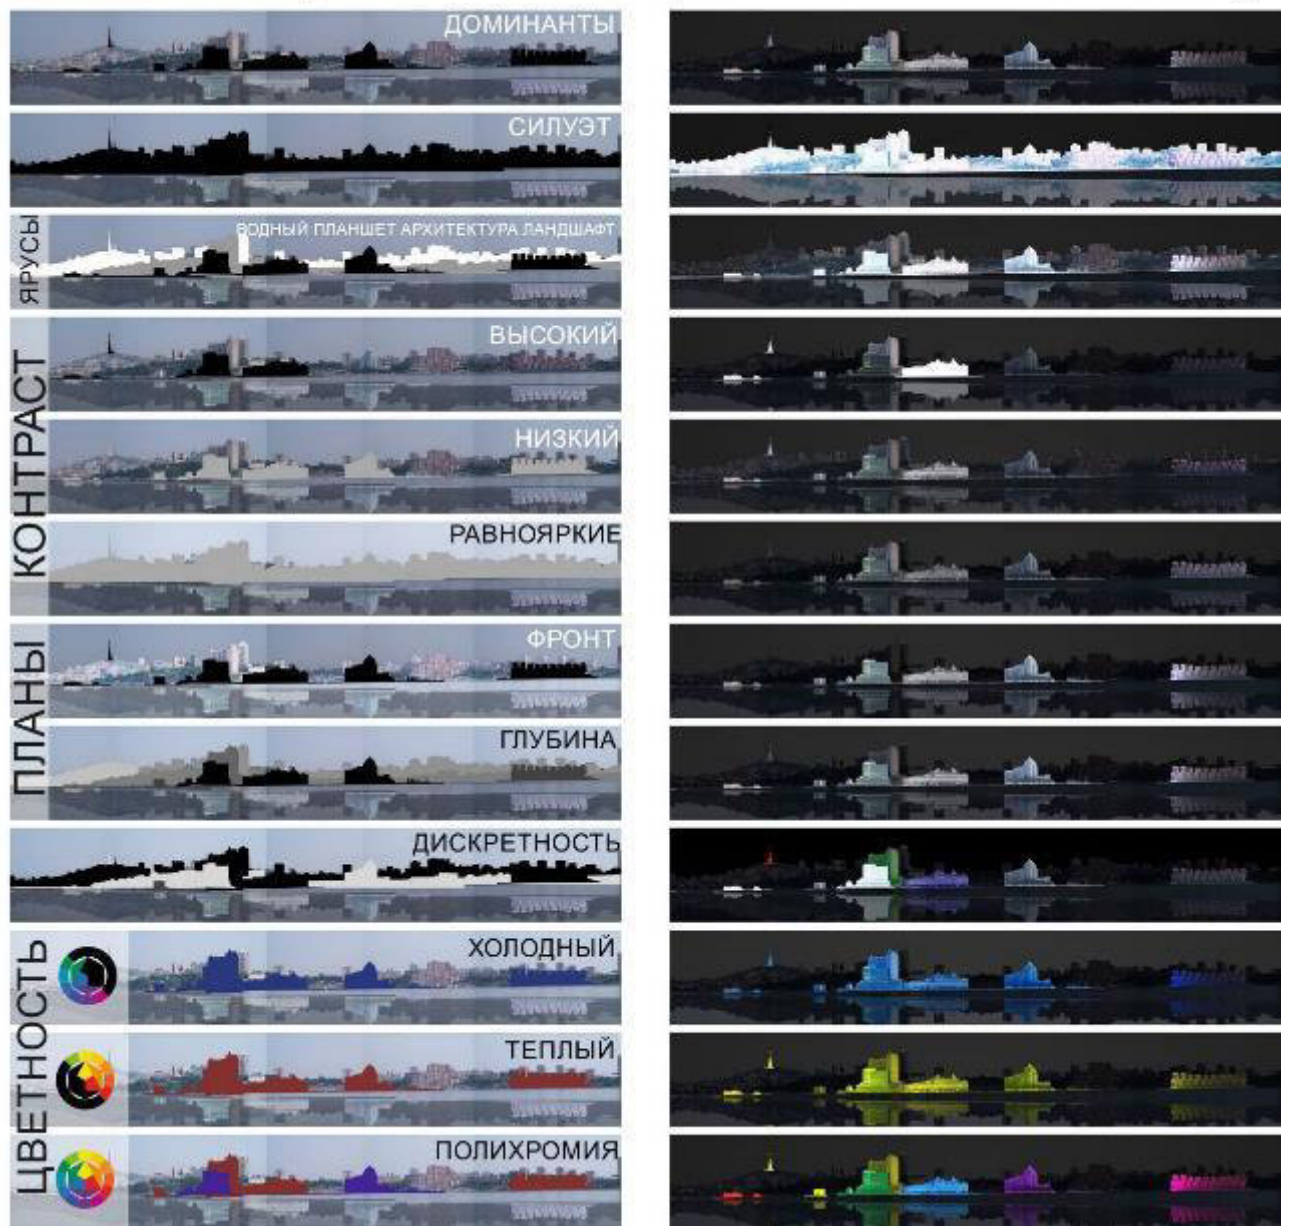 ДОМИНАНТЫ
СИЛУЭТ
ЯРУСЫ
ВОДНЫЙ ПЛАНШЕТ АРХИТЕКТУРА ЛАНДШАФТ
КОНТРАСТ
ВЫСОКИЙ
НИЗКИЙ
РАВНОЯРКИЕ
ПЛАНЫ
ФРОНТ
ГЛУБИНА
ДИСКРЕТНОСТЬ
ЦВЕТНОСТЬ
ХОЛОДНЫЙ
ТЕПЛЫЙ
ПОЛИХРОМИЯ